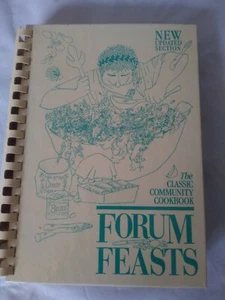 NEW
UPDATED
SECTION
The
CLASSIC
COMMUNITY
COOKBOOK
FORUM
FEASTS